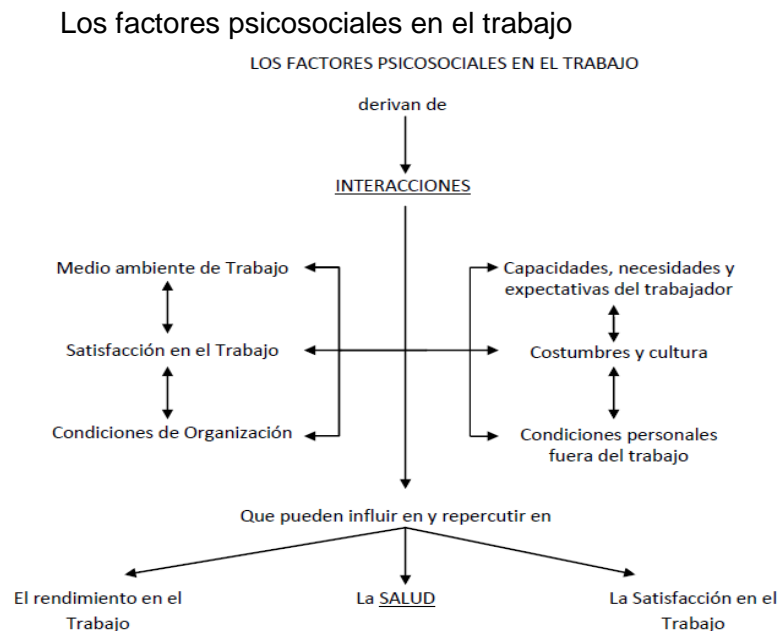 Los factores psicosociales en el trabajo
LOS FACTORES PSICOSOCIALES EN EL TRABAJO
derivan de
INTERACCIONES
Medio ambiente de Trabajo
Capacidades, necesidades y
expectativas del trabajador
Satisfacción en el Trabajo
Costumbres y cultura
Condiciones de Organización
Condiciones personales
fuera del trabajo
Que pueden influir en y repercutir en
El rendimiento en el
Trabajo
La SALUD
La Satisfacción en el
Trabajo